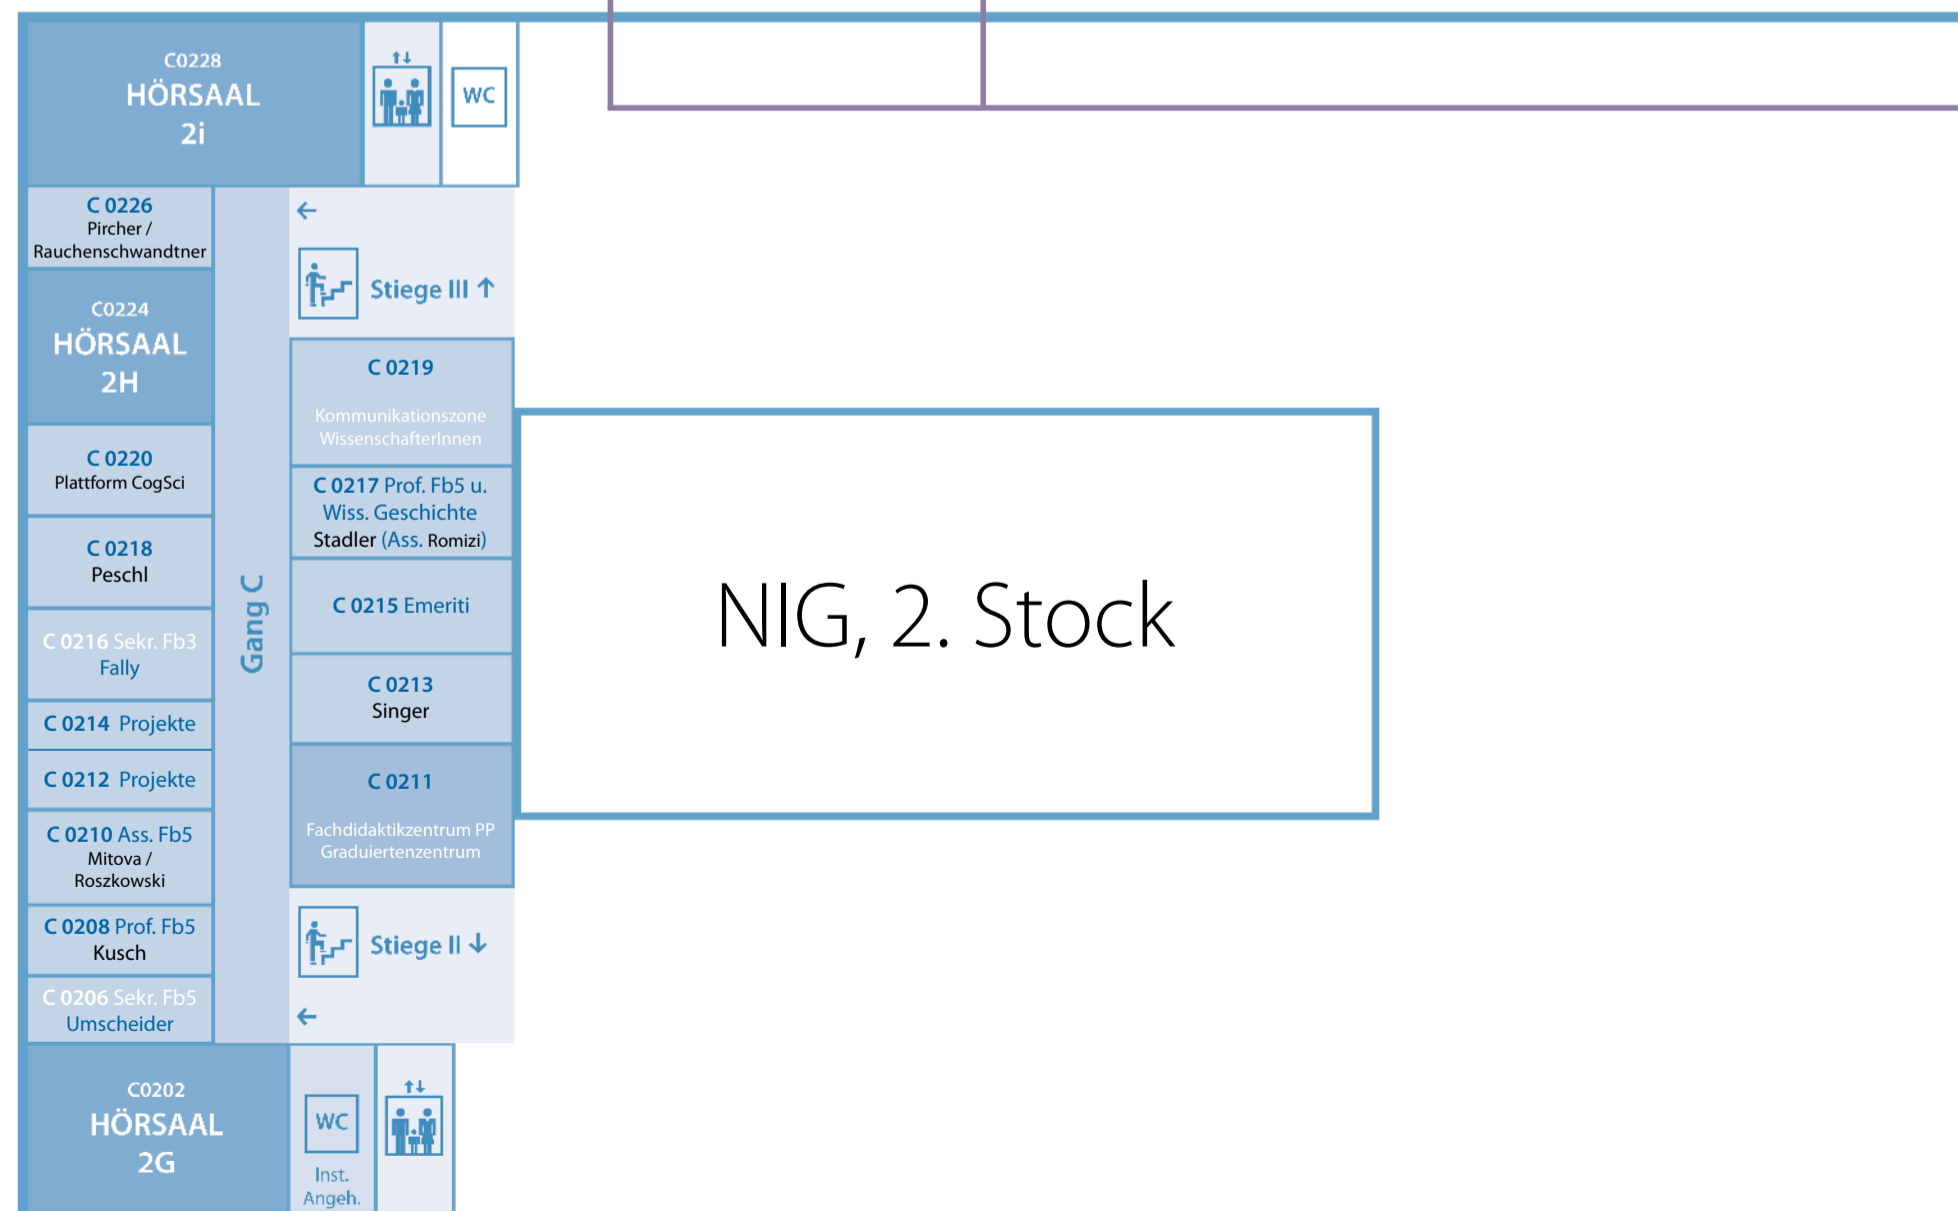 C0228
HÖRSAAL
2i
WC
C 0226
Pircher /
Rauchenschwandtner
←
Stiege III ↑
C0224
HÖRSAAL
2H
C 0219
Kommunikationszone
WissenschafterInnen
C 0220
Plattform CogSci
C 0217 Prof. Fb5 u.
Wiss. Geschichte
Stadler (Ass. Romizi)
C 0218
Peschl
Gang C
C 0215 Emeriti
NIG, 2. Stock
C 0216 Sekr. Fb3
Fally
C 0213
Singer
C 0214 Projekte
C 0212 Projekte
C 0211
Fachdidaktikzentrum PP
Graduiertenzentrum
C 0210 Ass. Fb5
Mitova /
Roszkowski
C 0208 Prof. Fb5
Kusch
Stiege II ↓
←
C 0206 Sekr. Fb5
Umscheider
C0202
HÖRSAAL
2G
WC
Inst.
Angeh.